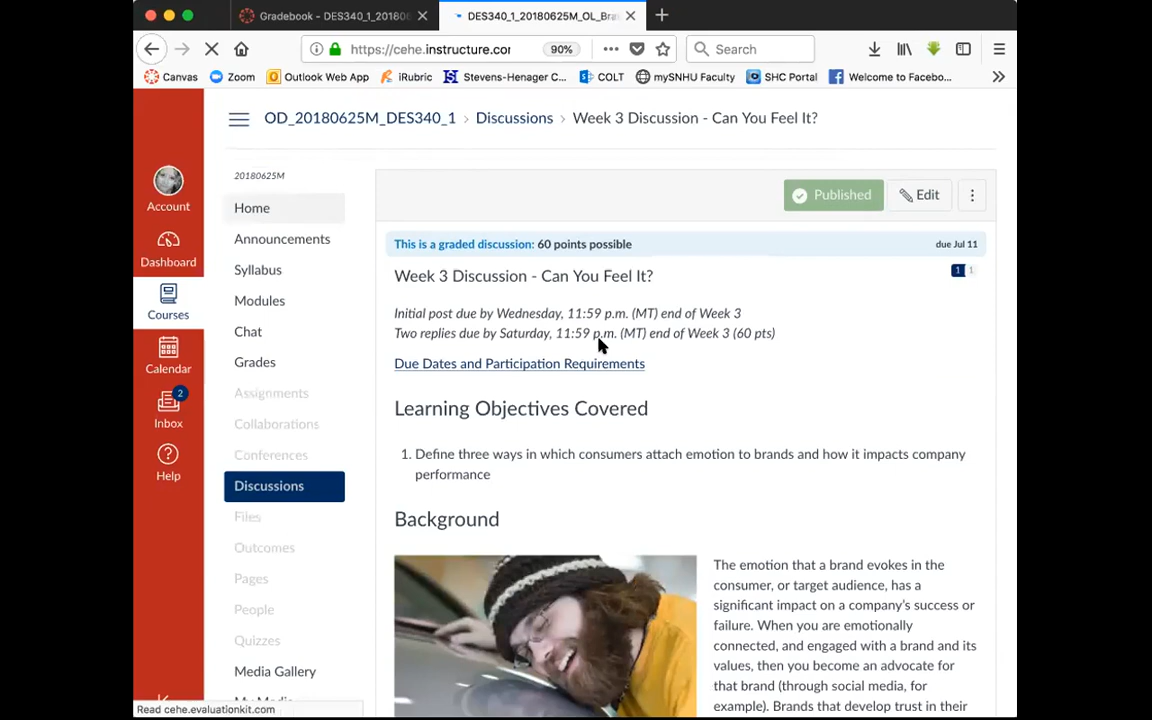 Gradebook - DES340_1_20180
DES340_1_20180625M_OL_Bra
https://cehe.instructure.cor
90%
Search
Canvas
Zoom
Outlook Web App
iRubric
Stevens-Henager C...
COLT
mySNHU Faculty
SHC Portal
Welcome to Facebo...
OD_20180625M_DES340_1 > Discussions > Week 3 Discussion - Can You Feel It?
Account
Dashboard
Courses
Calendar
2
Inbox
Help
20180625M
Home
Announcements
Syllabus
Modules
Chat
Grades
Assignments
Collaborations
Conferences
Discussions
Files
Outcomes
Pages
People
Quizzes
Media Gallery
My Media
Published
Edit
This is a graded discussion: 60 points possible
due Jul 11
Week 3 Discussion - Can You Feel It?
1 1
Initial post due by Wednesday, 11:59 p.m. (MT) end of Week 3
Two replies due by Saturday, 11:59 p.m. (MT) end of Week 3 (60 pts)
Due Dates and Participation Requirements
Learning Objectives Covered
1. Define three ways in which consumers attach emotion to brands and how it impacts company
performance
Background
The emotion that a brand evokes in the
consumer, or target audience, has a
significant impact on a company's success or
failure. When you are emotionally
connected, and engaged with a brand and its
values, then you become an advocate for
that brand (through social media, for
example). Brands that develop trust in their
Read cehe.evaluationkit.com